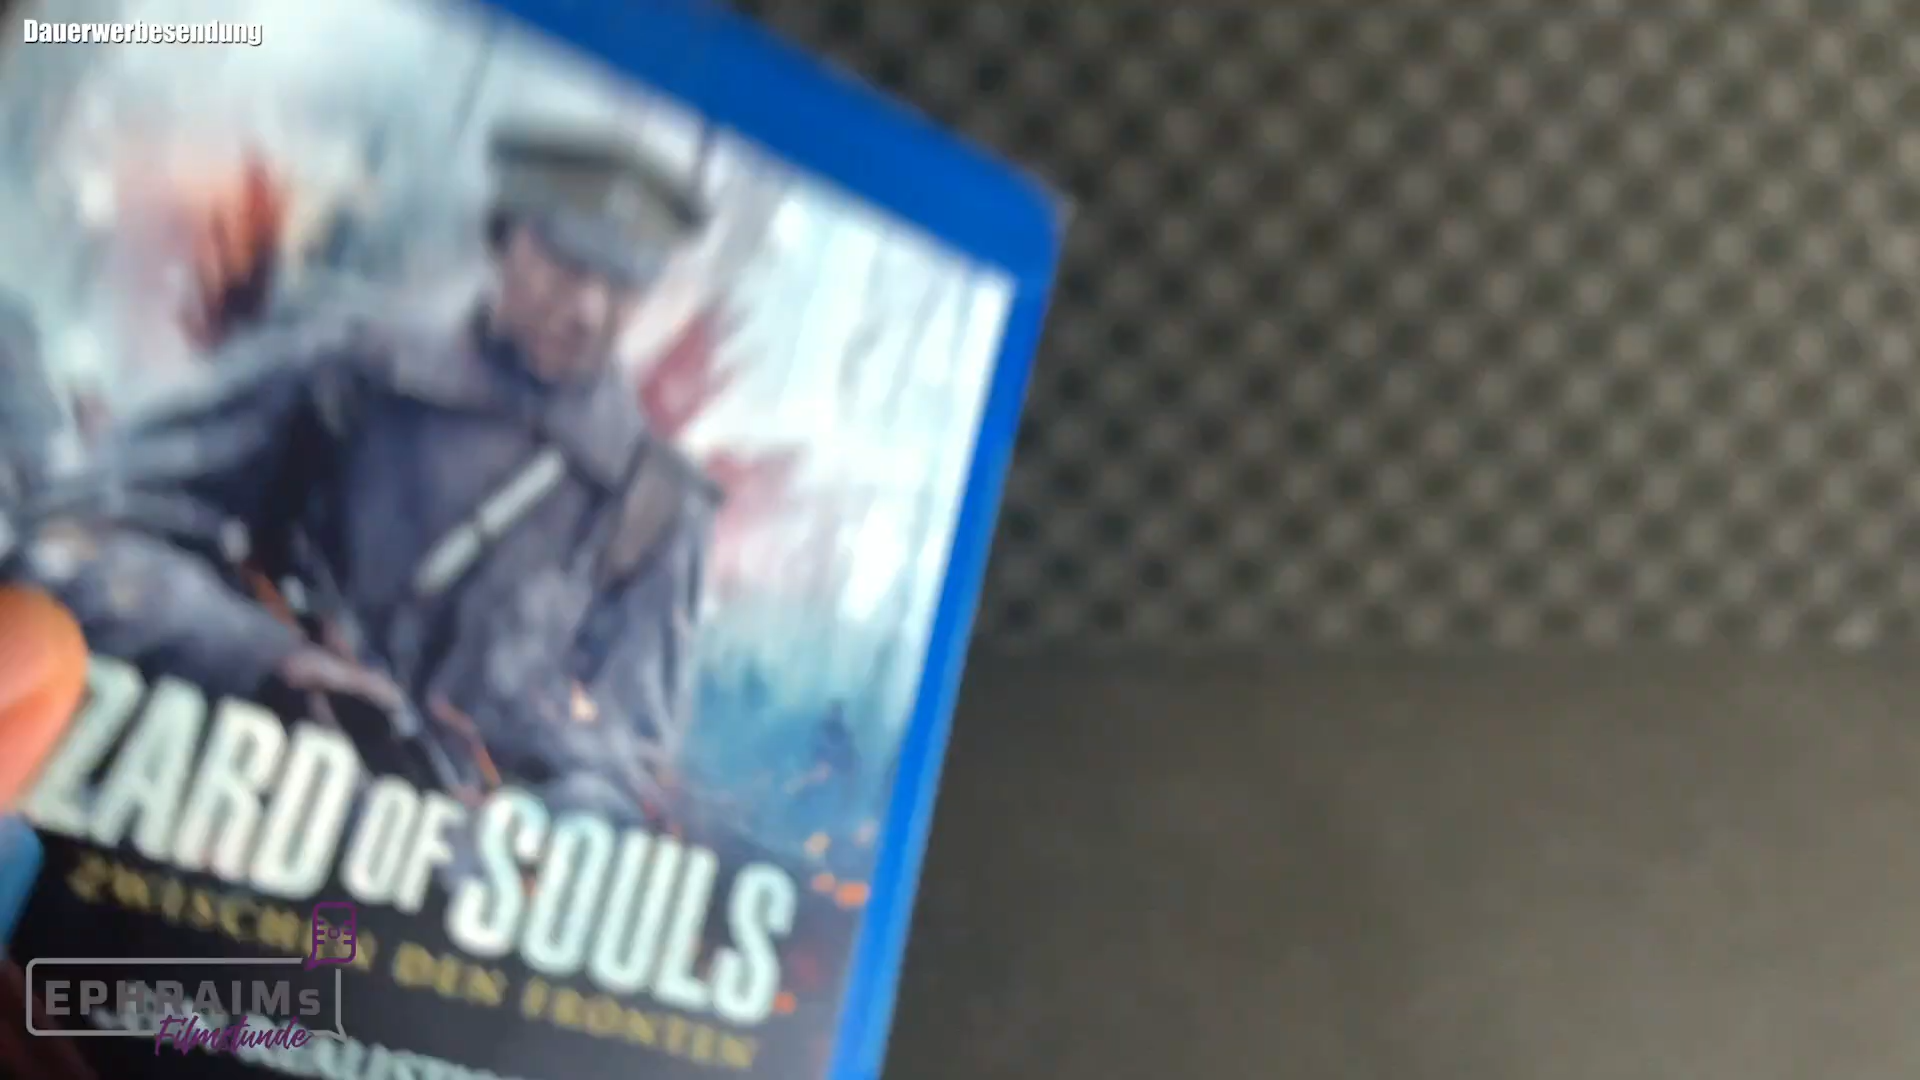 Dauerwerbesendung
ZARD OF SOULS
ZWISCHEN DEN FRONTEN
EPHRAIMs
Filmstunde